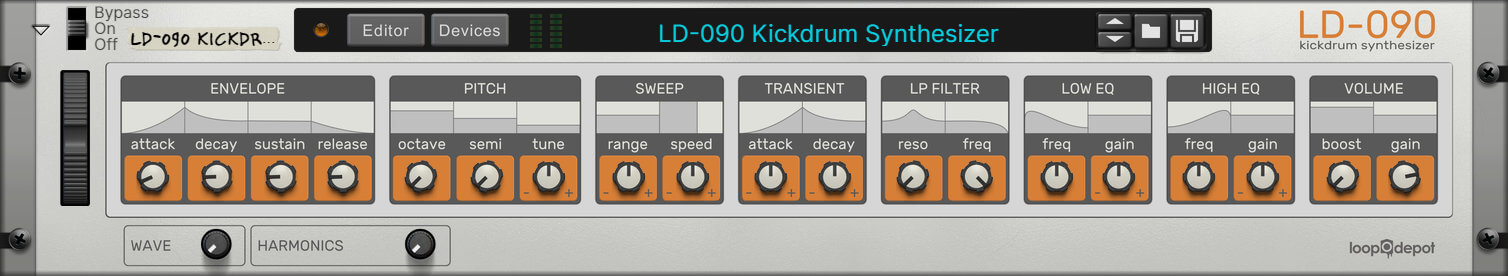 Bypass
On
Off
LD-090 KICKDR...
Editor
Devices
LD-090 Kickdrum Synthesizer
LD-090
kickdrum synthesizer
ENVELOPE
attack decay sustain release
PITCH
octave semi tune
- +
SWEEP
range speed
- + - +
TRANSIENT
attack decay
- + - +
LP FILTER
reso freq
LOW EQ
freq gain
- +
HIGH EQ
freq gain
- +
VOLUME
boost gain
WAVE
HARMONICS
loopdepot